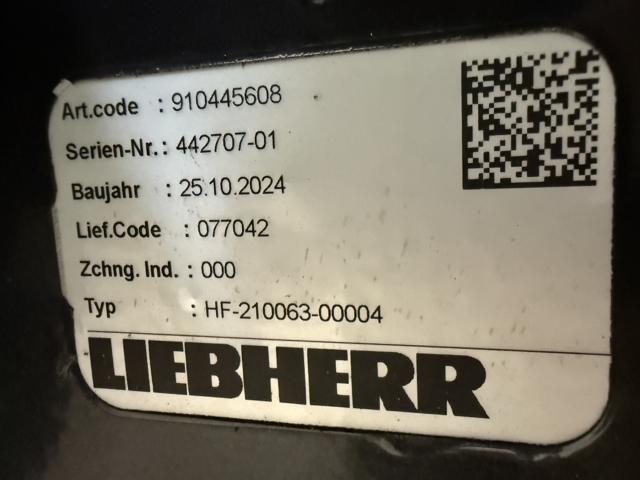 Art.code : 910445608
Serien-Nr.: 442707-01
Baujahr : 25.10.2024
Lief.Code : 077042
Zchng. Ind. : 000
Typ : HF-210063-00004
LIEBHERR